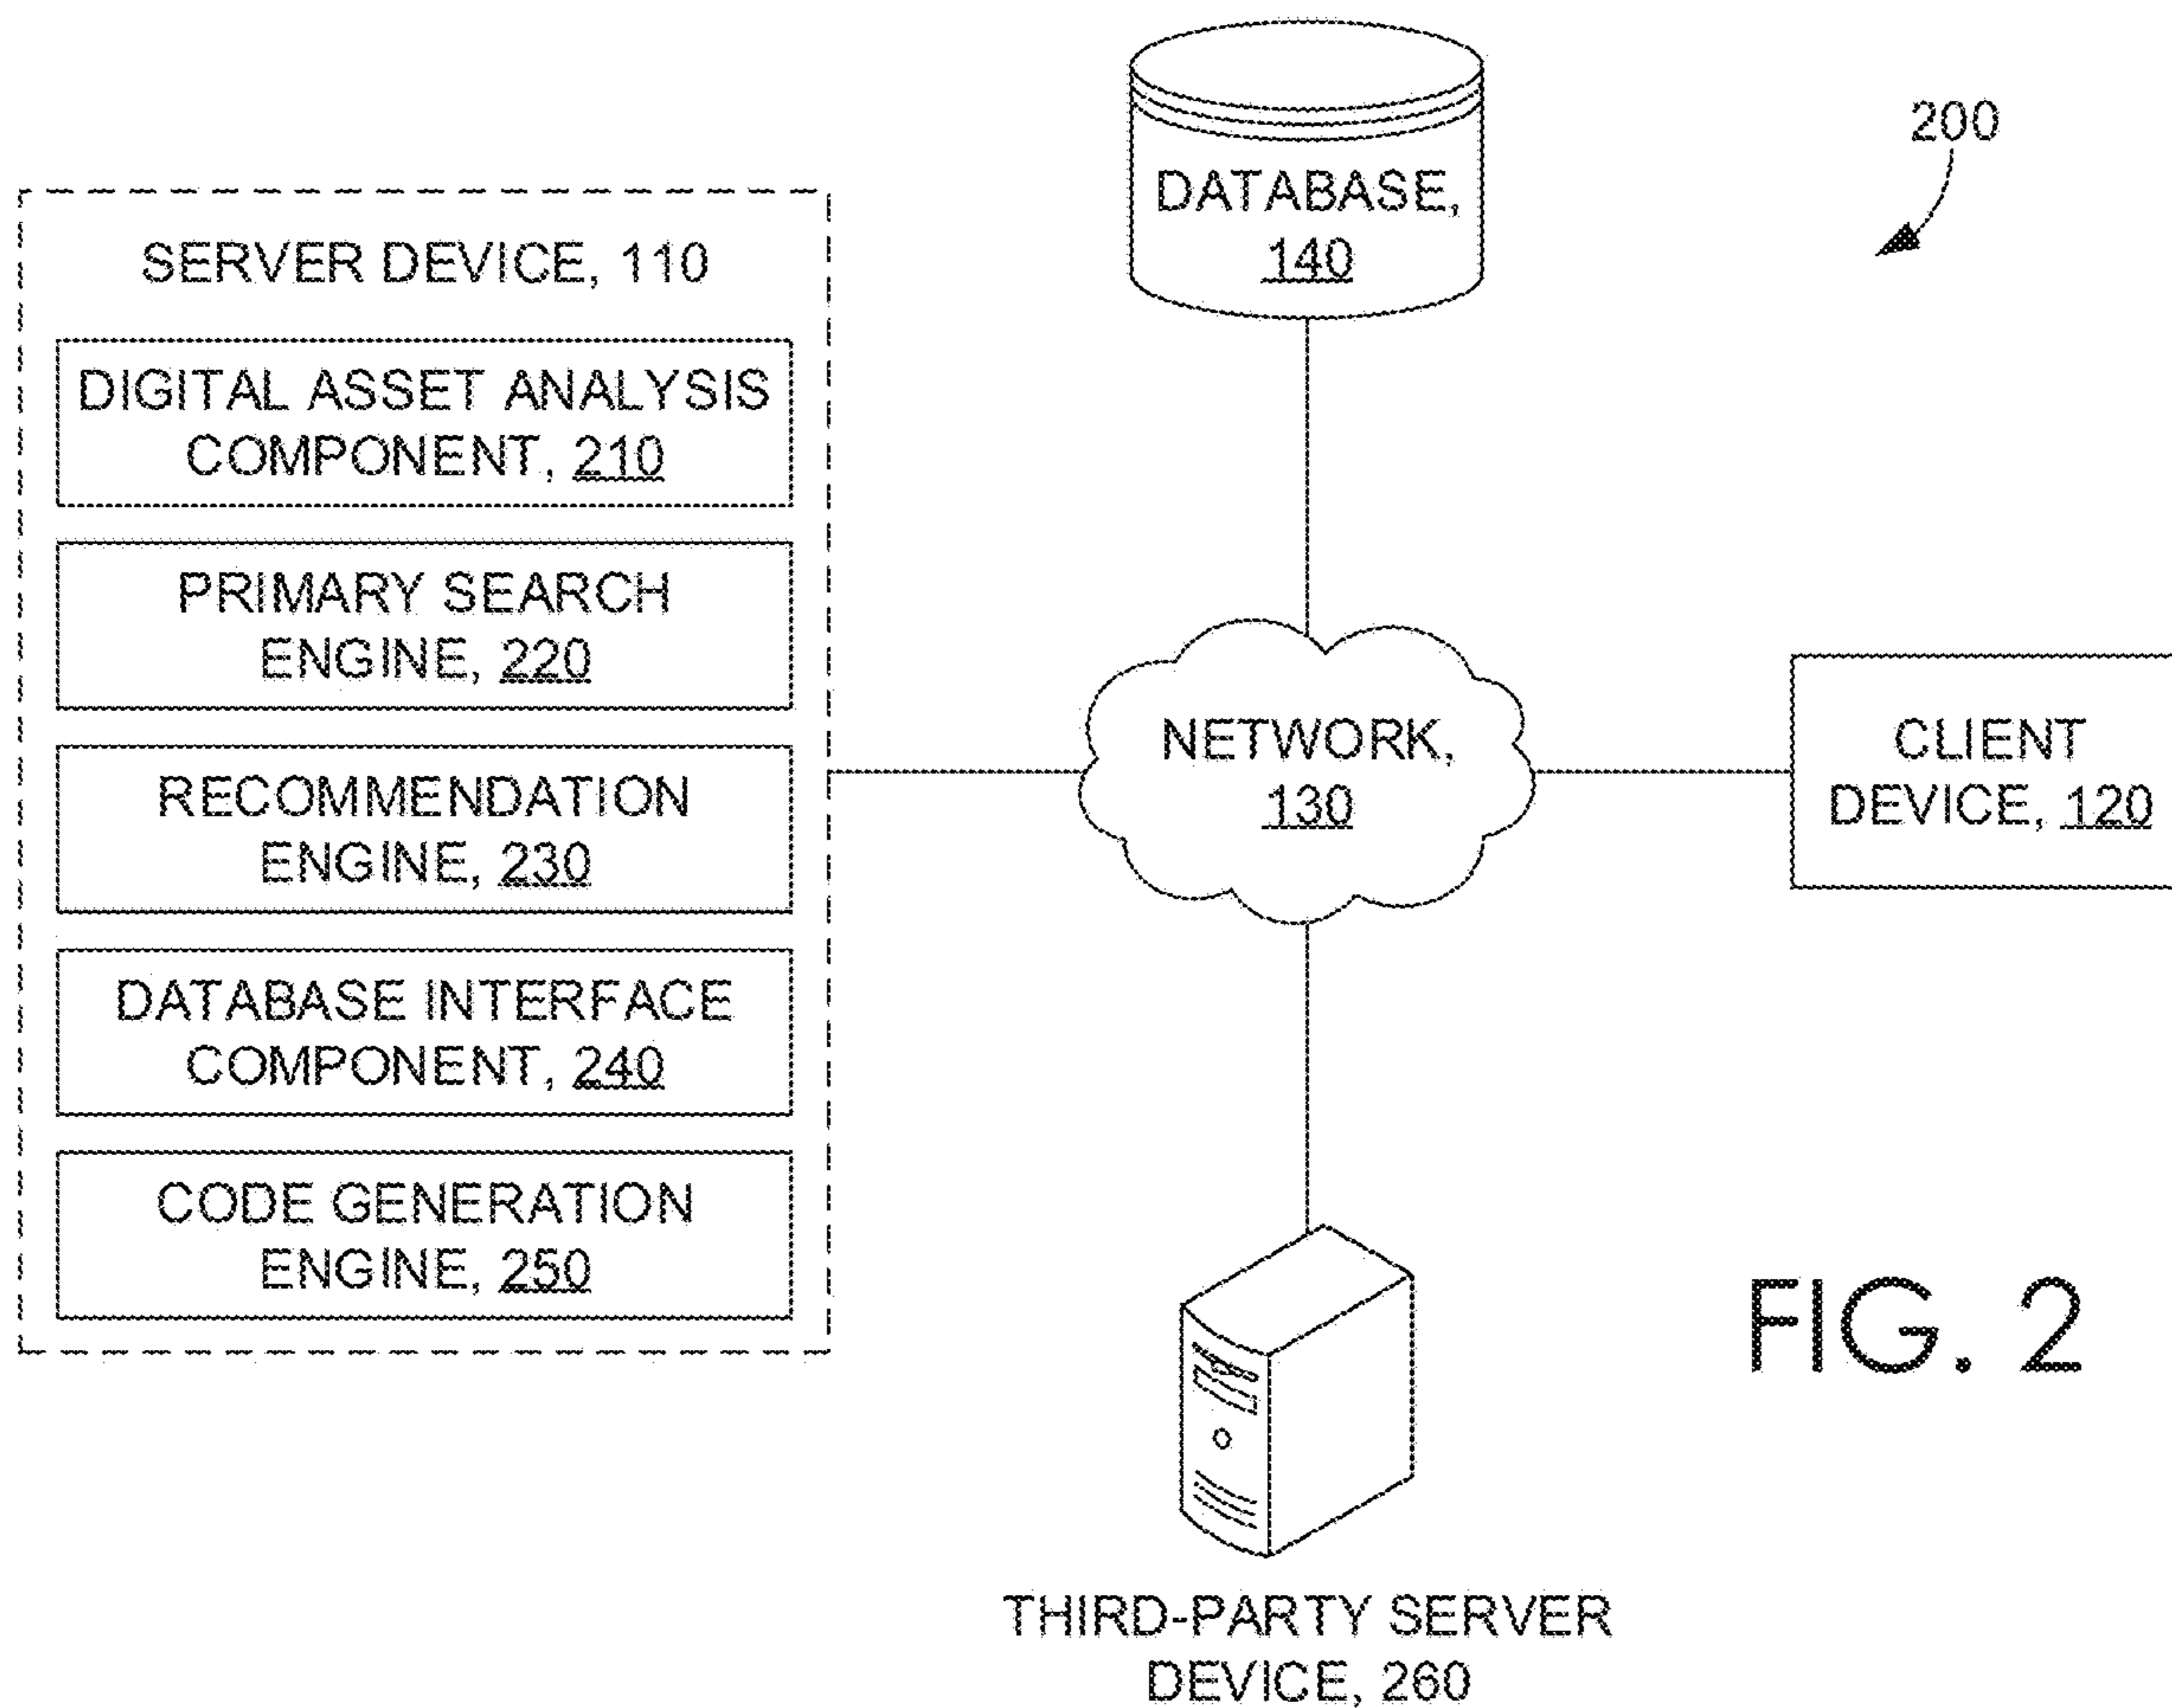 200
DATABASE,
140
SERVER DEVICE, 110
DIGITAL ASSET ANALYSIS
COMPONENT, 210
PRIMARY SEARCH
ENGINE, 220
RECOMMENDATION
ENGINE, 230
DATABASE INTERFACE
COMPONENT, 240
CODE GENERATION
ENGINE, 250
NETWORK,
130
CLIENT
DEVICE, 120
THIRD-PARTY SERVER
DEVICE, 260
FIG. 2